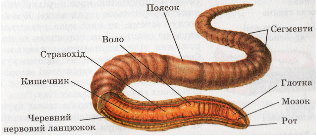 Поясок
Сегменти
Воло
Стравохід
Кишечник
Глотка
Мозок
Рот
Черевний
нервовий ланцюжок